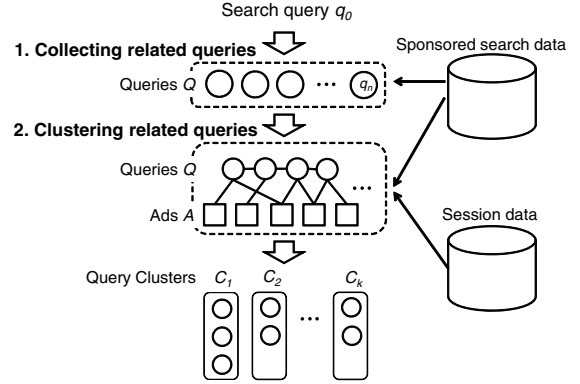 Search query q0
1. Collecting related queries
Sponsored search data
Queries Q
... qn
2. Clustering related queries
Queries Q
...
Ads A
Session data
Query Clusters C1 C2 Ck
...